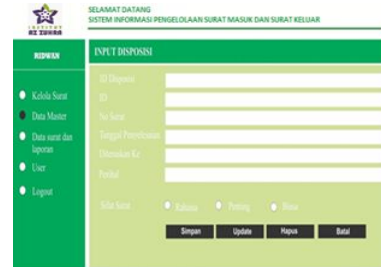 SELAMAT DATANG
SISTEM INFORMASI PENGELOLAAN SURAT MASUK DAN SURAT KELUAR
INSTITUT
AZ ZUHRA
REDWAN
INPUT DISPOSISI
ID Disposisi
ID
No Surat
Tanggal Penyelesaian
Diteruskan Ke
Perihal
Sifat Surat
Rahasia
Penting
Biasa
Simpan
Update
Hapus
Batal
Kelola Surat
Data Master
Data surat dan
laporan
User
Logout